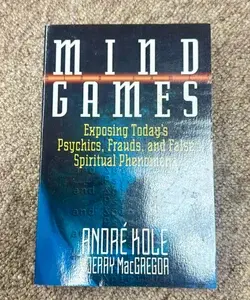 MIND
GAMES
Exposing Today's
Psychics, Frauds, and False
Spiritual Phenomena
ANDRÉ KOLE
JERRY MacGREGOR